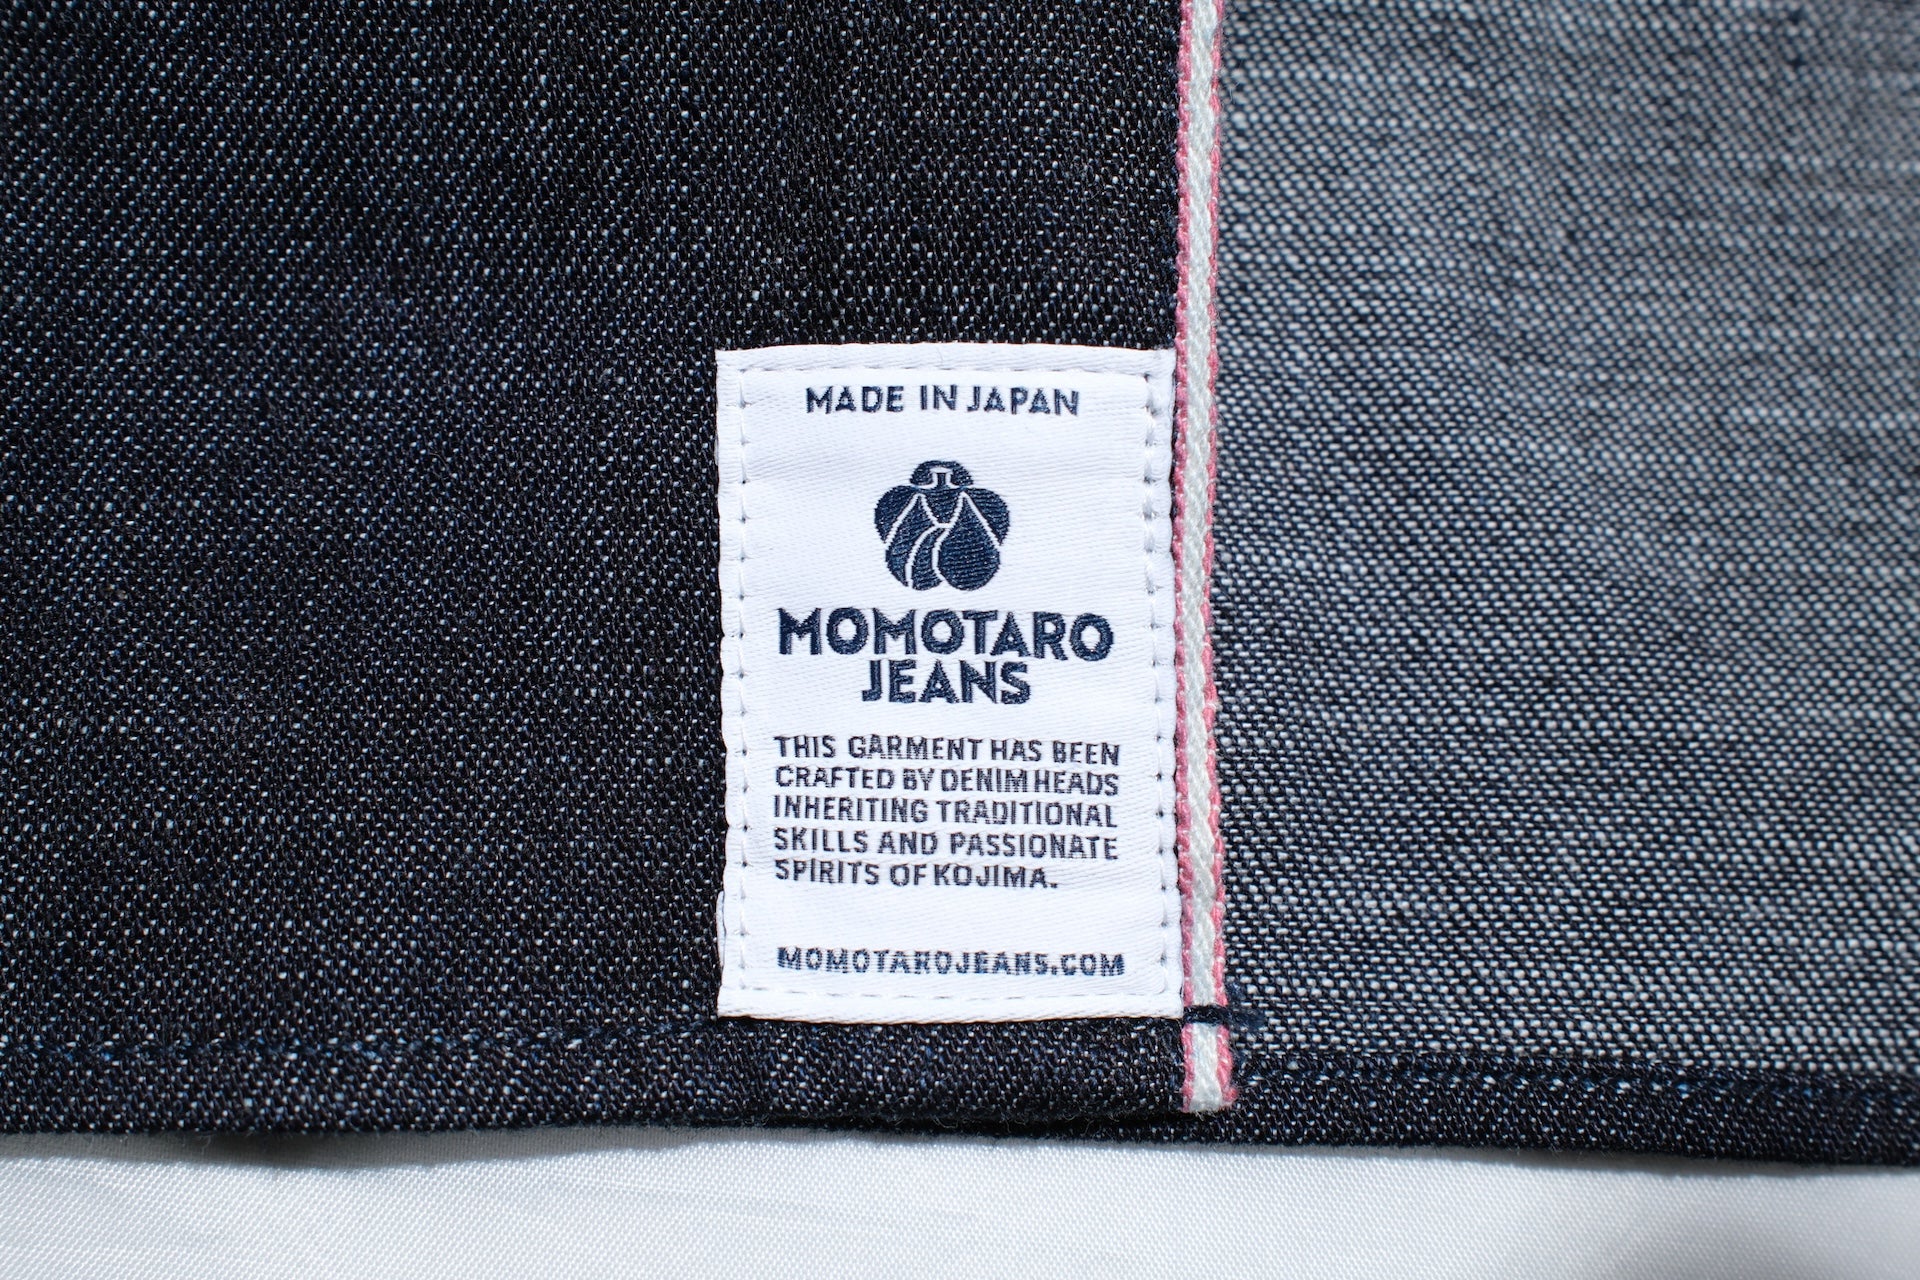 MADE IN JAPAN
MOMOTARO
JEANS
THIS GARMENT HAS BEEN
CRAFTED BY DENIM HEADS
INHERITING TRADITIONAL
SKILLS AND PASSIONATE
SPIRITS OF KOJIMA.
MOMOTAROJEANS.COM